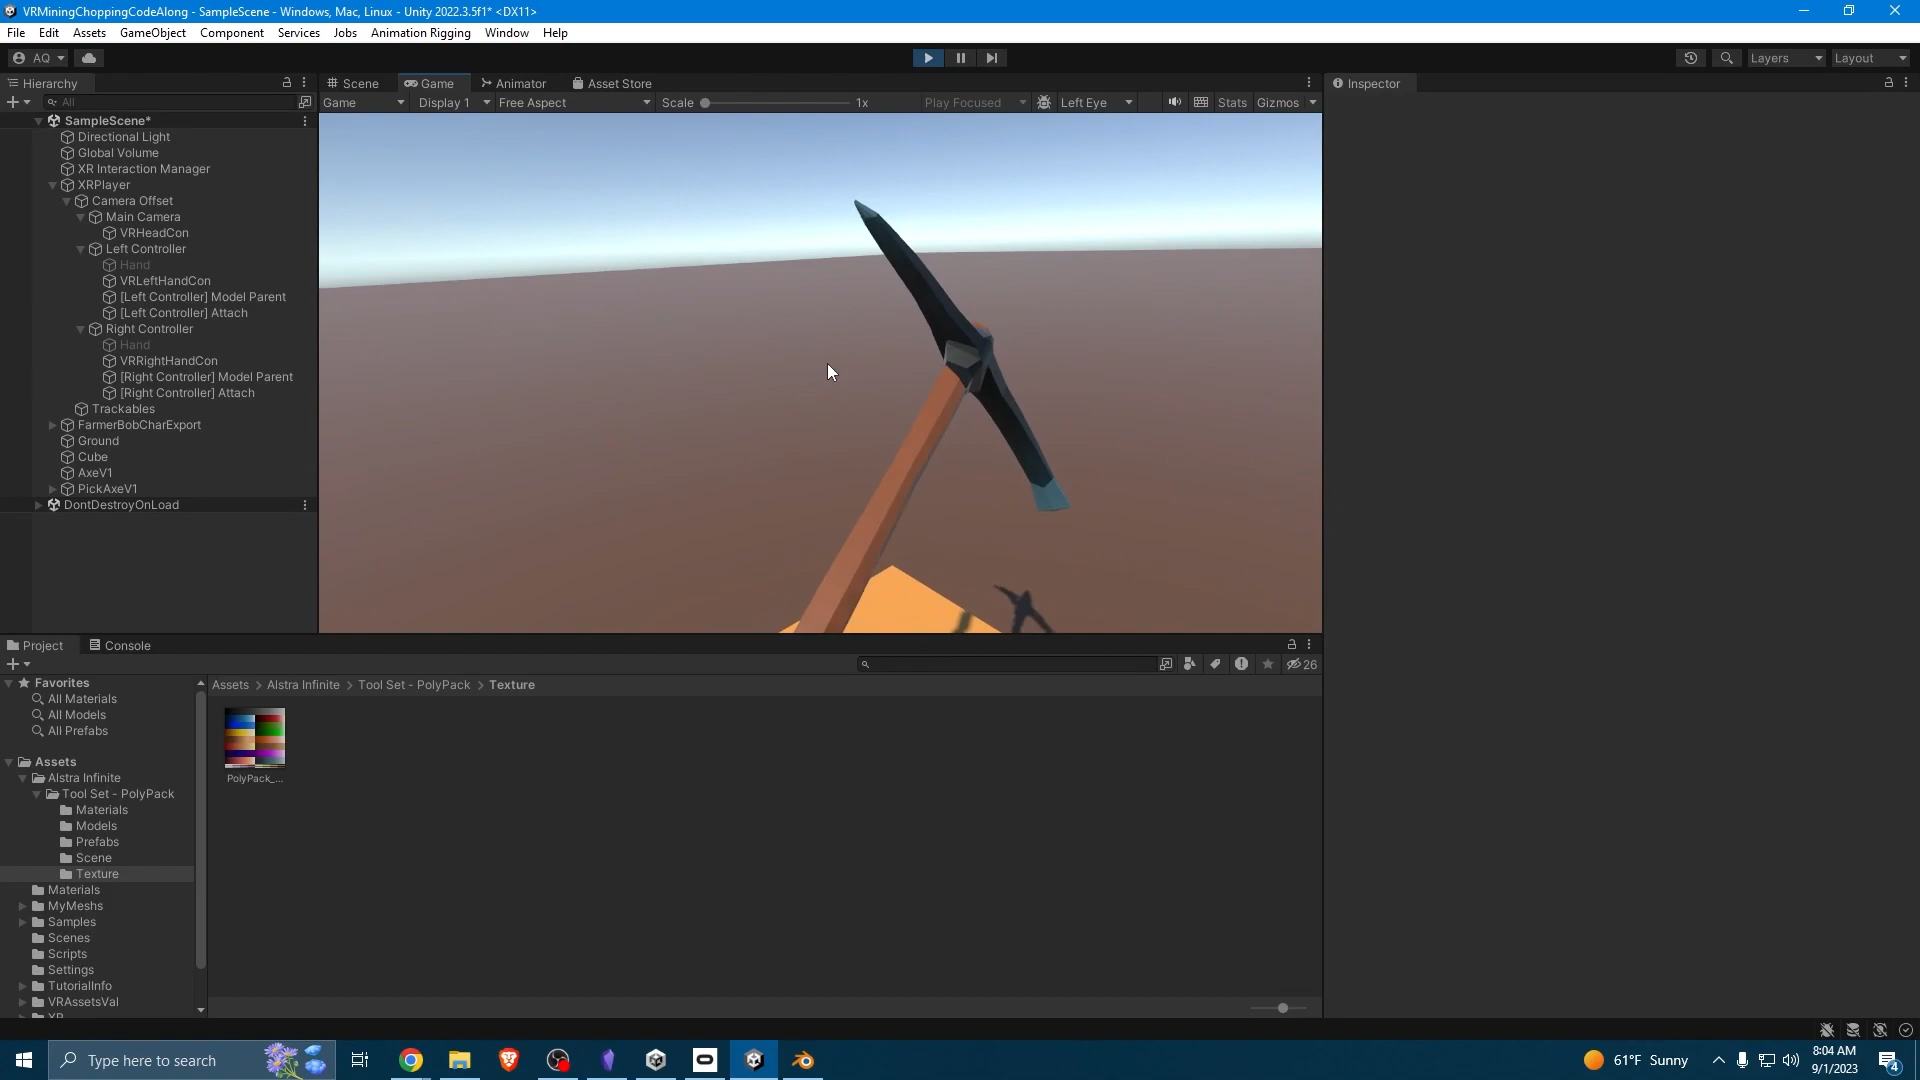 VRMiningChoppingCodeAlong - SampleScene - Windows, Mac, Linux - Unity 2022.3.5f1* <DX11>
File Edit Assets GameObject Component Services Jobs Animation Rigging Window Help
AQ Layers Layout
Hierarchy Scene Game Animator Asset Store Inspector
All Game Display 1 Free Aspect Scale 1x Play Focused Left Eye Stats Gizmos
SampleScene*
Directional Light
Global Volume
XR Interaction Manager
XRPlayer
Camera Offset
Main Camera
VRHeadCon
Left Controller
Hand
VRLeftHandCon
[Left Controller] Model Parent
[Left Controller] Attach
Right Controller
Hand
VRRightHandCon
[Right Controller] Model Parent
[Right Controller] Attach
Trackables
FarmerBobCharExport
Ground
Cube
AxeV1
PickAxeV1
DontDestroyOnLoad
Project Console
26
Favorites
All Materials
All Models
All Prefabs
Assets
Alstra Infinite
Tool Set - PolyPack
Materials
Models
Prefabs
Scene
Texture
Materials
MyMeshs
Samples
Scenes
Scripts
Settings
TutorialInfo
VRAssetsVal
XR
Assets > Alstra Infinite > Tool Set - PolyPack > Texture
PolyPack_...
Type here to search
61°F Sunny
8:04 AM
9/1/2023
4